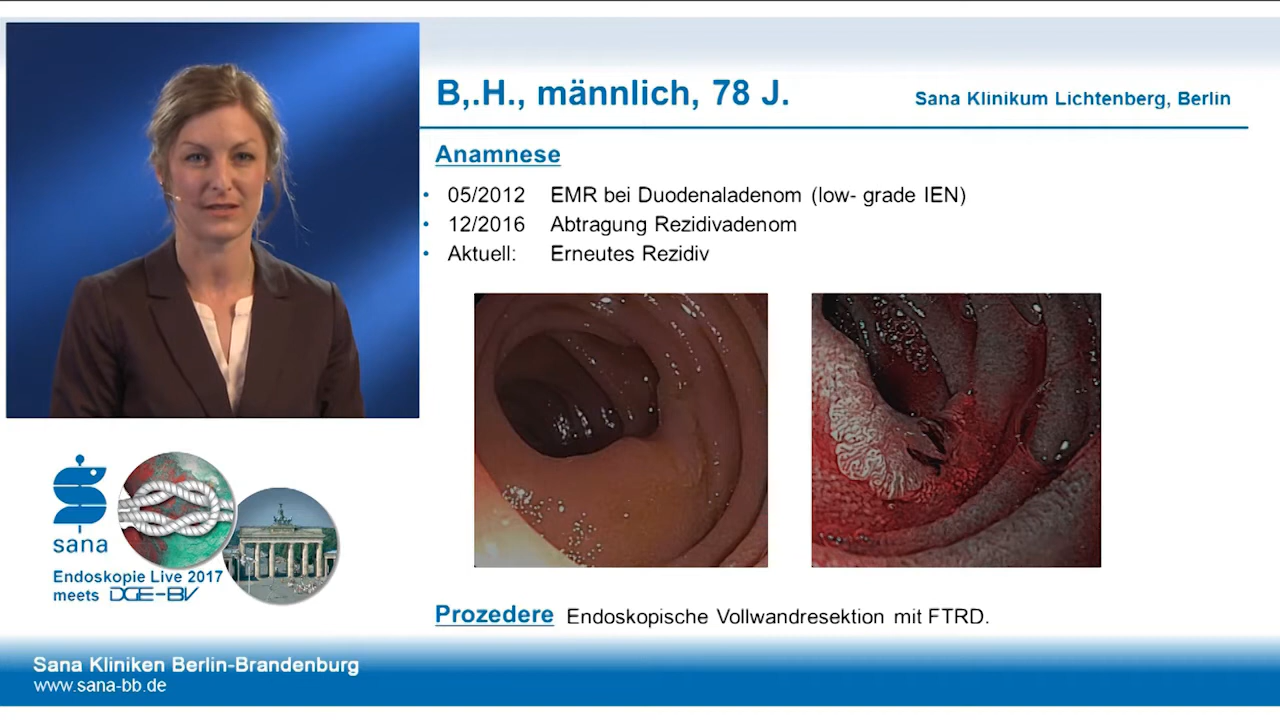 B,.H., männlich, 78 J.
Sana Klinikum Lichtenberg, Berlin
Anamnese
• 05/2012 EMR bei Duodenaladenom (low- grade IEN)
• 12/2016 Abtragung Rezidivadenom
• Aktuell: Erneutes Rezidiv
sana
Endoskopie Live 2017
meets DGE-BV
Prozedere Endoskopische Vollwandresektion mit FTRD.
Sana Kliniken Berlin-Brandenburg
www.sana-bb.de